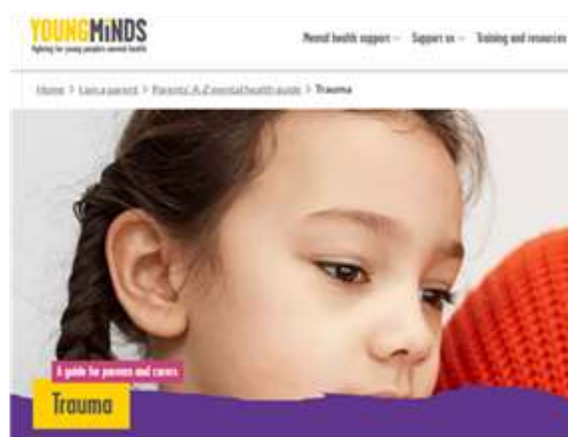 YOUNGMiNDS
fighting for young people's mental health
Mental health support Support us Training and resources
Home > I am a parent > Parents' A-Z mental health guide > Trauma
A guide for parents and carers
Trauma